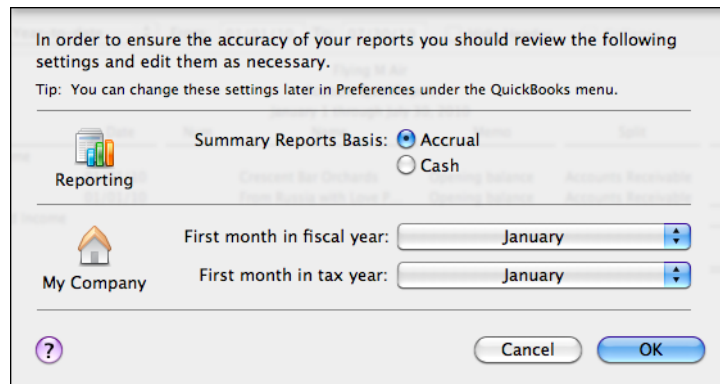 In order to ensure the accuracy of your reports you should review the following
settings and edit them as necessary.
Tip: You can change these settings later in Preferences under the QuickBooks menu.
Summary Reports Basis: Accrual
Cash
Reporting
First month in fiscal year: January
First month in tax year: January
My Company
? Cancel OK